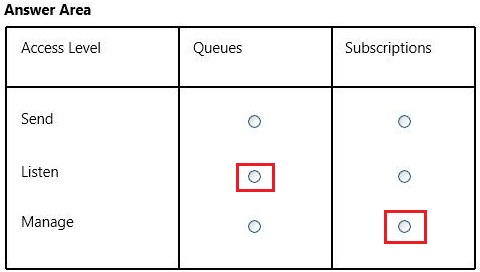 Answer Area
Access Level Queues Subscriptions
Send
Listen
Manage